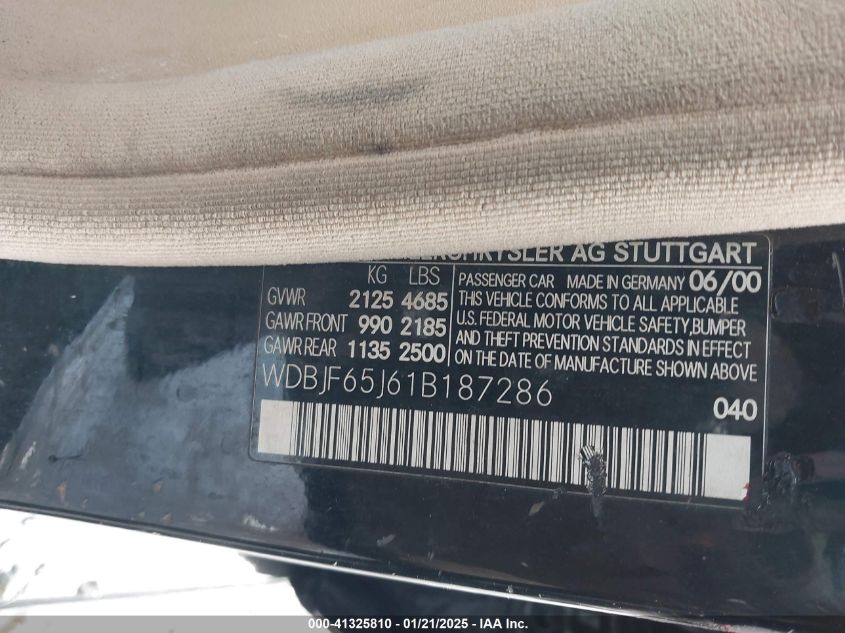 CHRYSLER AG STUTTGART
KG LBS
GVWR 2125 4685
GAWR FRONT 990 2185
GAWR REAR 1135 2500
PASSENGER CAR MADE IN GERMANY 06/00
THIS VEHICLE CONFORMS TO ALL APPLICABLE
U.S. FEDERAL MOTOR VEHICLE SAFETY,BUMPER
AND THEFT PREVENTION STANDARDS IN EFFECT
ON THE DATE OF MANUFACTURE SHOWN ABOVE
WDBJF65J61B187286
040
000-41325810 / 01/21/2025 / IAA Inc.